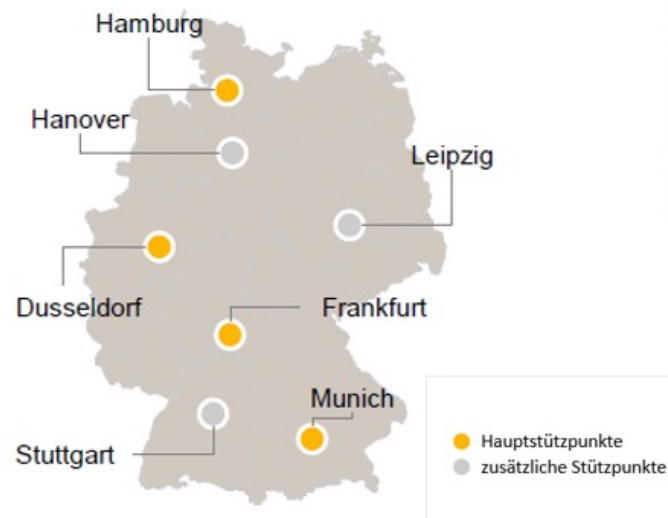 Hamburg
Hanover
Leipzig
Dusseldorf
Frankfurt
Munich
Stuttgart
Hauptstützpunkte
zusätzliche Stützpunkte